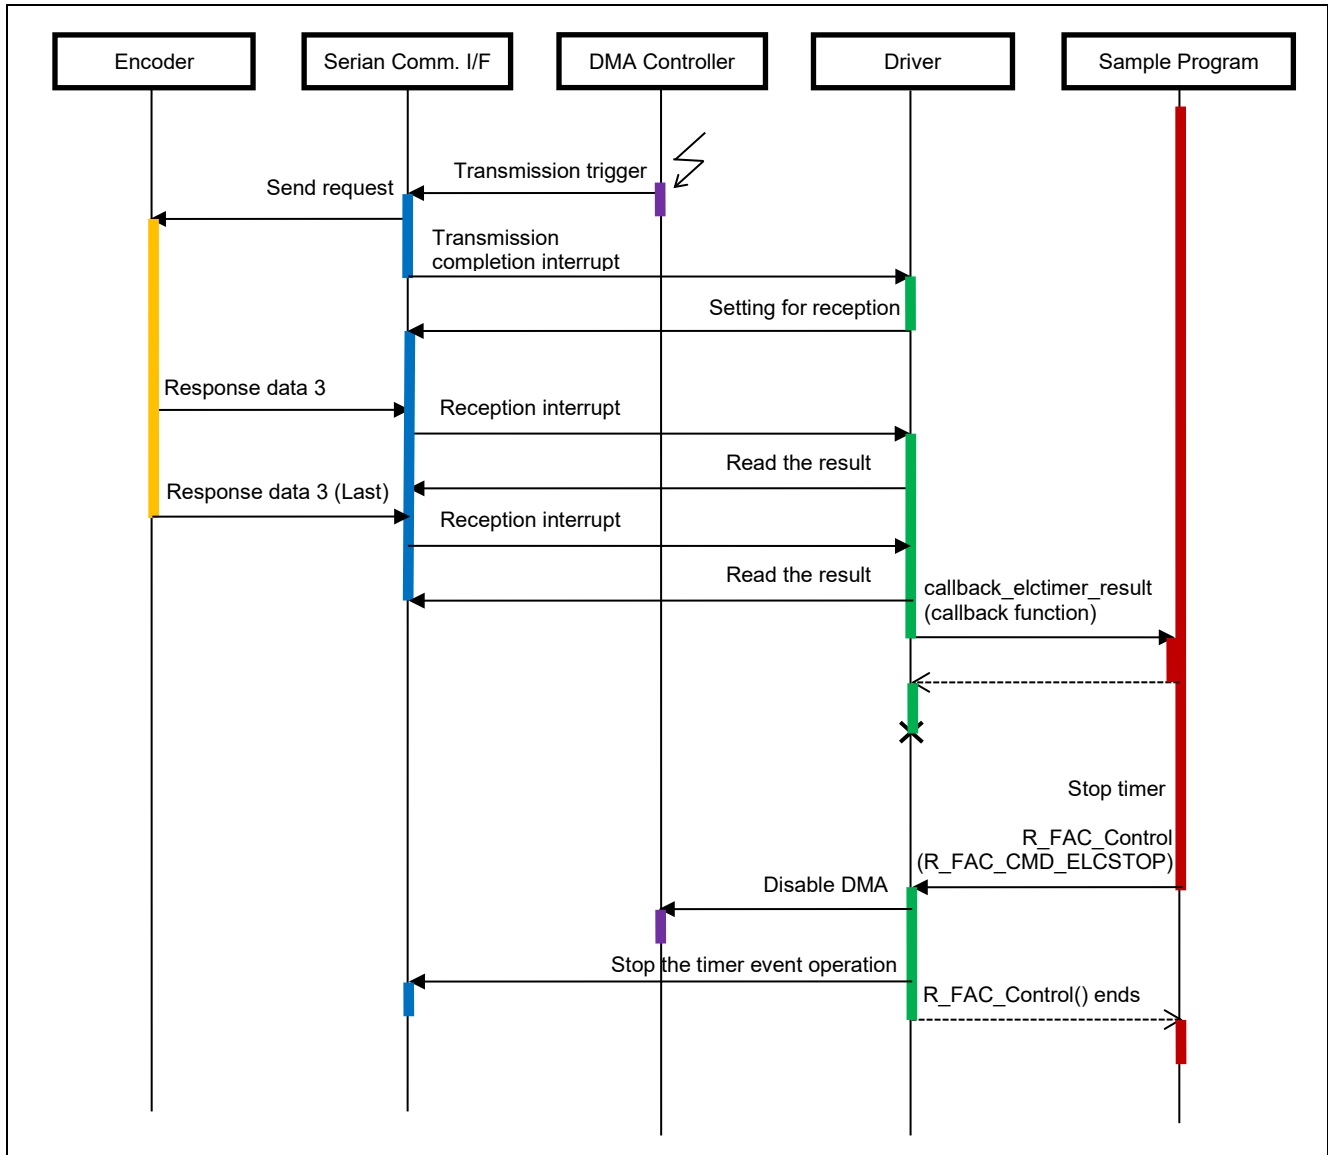 Encoder
Serian Comm. I/F
DMA Controller
Driver
Sample Program
Transmission trigger
Send request
Transmission
completion interrupt
Setting for reception
Response data 3
Reception interrupt
Read the result
Response data 3 (Last)
Reception interrupt
Read the result
callback_elctimer_result
(callback function)
Stop timer
R_FAC_Control
(R_FAC_CMD_ELCSTOP)
Disable DMA
Stop the timer event operation
R_FAC_Control() ends